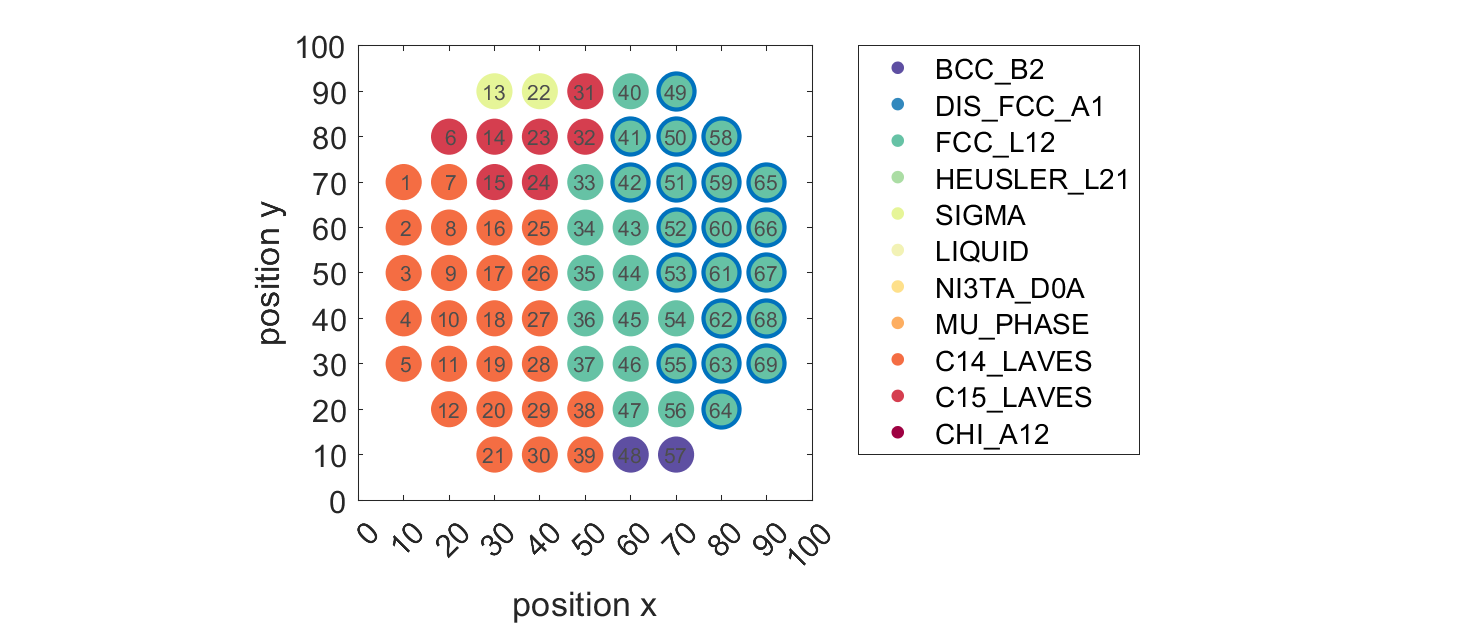 100
90
80
70
60
50
40
30
20
10
0
position y
13 22 31 40 49
6 14 23 32 41 50 58
1 7 15 24 33 42 51 59 65
2 8 16 25 34 43 52 60 66
3 9 17 26 35 44 53 61 67
4 10 18 27 36 45 54 62 68
5 11 19 28 37 46 55 63 69
12 20 29 38 47 56 64
21 30 39 48 57
0 10 20 30 40 50 60 70 80 90 100
position x
BCC_B2
DIS_FCC_A1
FCC_L12
HEUSLER_L21
SIGMA
LIQUID
NI3TA_D0A
MU_PHASE
C14_LAVES
C15_LAVES
CHI_A12